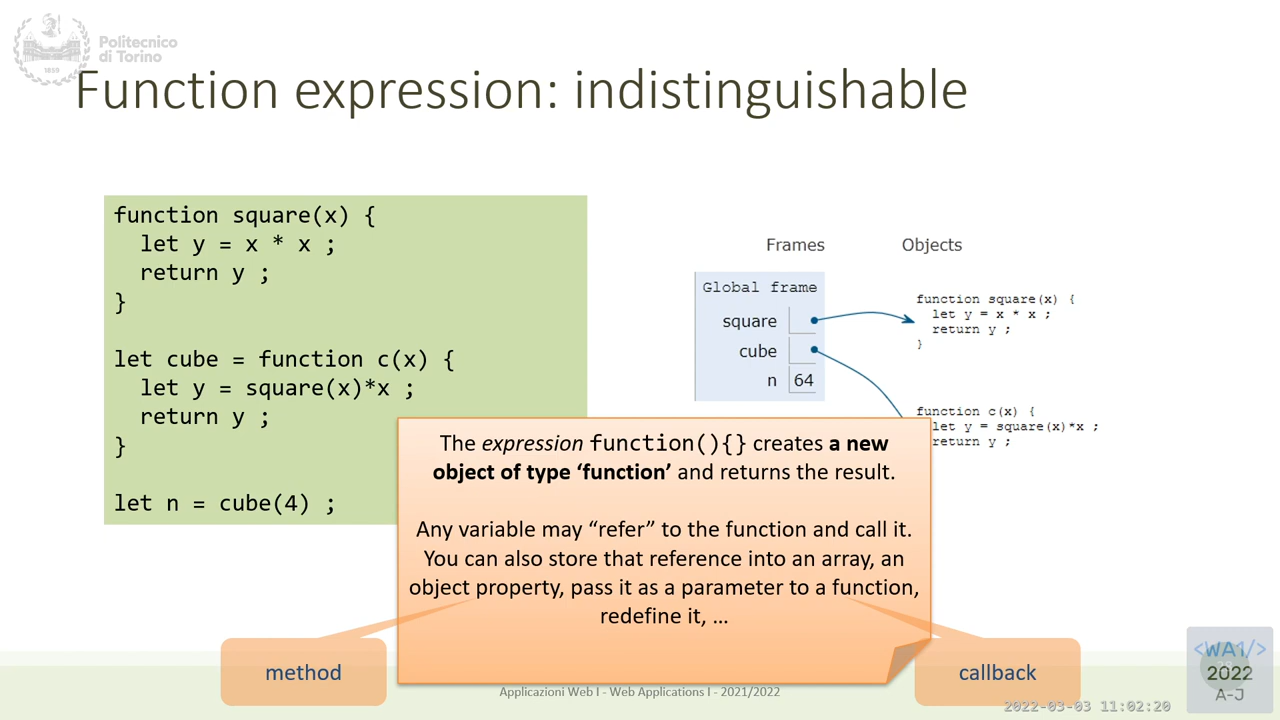 Politecnico
di Torino
1859
Function expression: indistinguishable
function square(x) {
let y = x * x ;
return y ;
}
let cube = function c(x) {
let y = square(x)*x ;
return y ;
}
let n = cube(4) ;
Frames
Objects
Global frame
square
cube
n 64
function square(x) {
let y = x * x ;
return y ;
}
function c(x) {
let y = square(x)*x ;
return y ;
The expression function(){} creates a new
object of type ‘function’ and returns the result.
Any variable may “refer” to the function and call it.
You can also store that reference into an array, an
object property, pass it as a parameter to a function,
redefine it, …
method
callback
Applicazioni Web I - Web Applications I - 2021/2022
<WA1/>
2022
A-J
2022-03-03 11:02:20